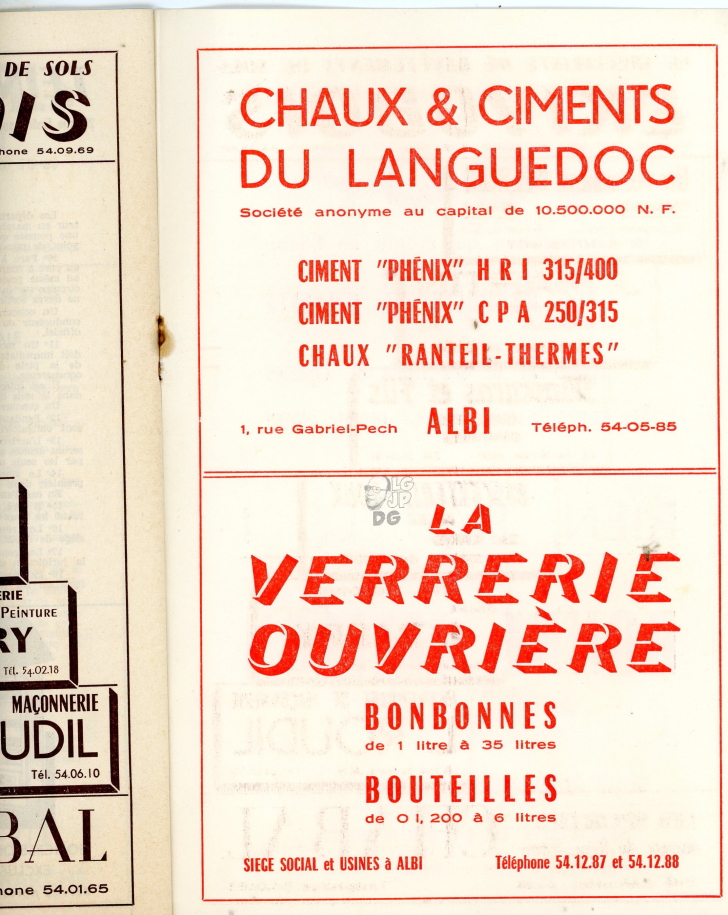 DE SOLS
54.09.69
ERIE
PEINTURE
RY
Tél. 54.02.18
MAÇONNERIE
UDIL
Tél. 54.06.10
BAL
54.01.65
CHAUX & CIMENTS
DU LANGUEDOC
Société anonyme au capital de 10.500.000 N. F.
CIMENT "PHÉNIX" H R I 315/400
CIMENT "PHÉNIX" C P A 250/315
CHAUX "RANTEIL-THERMES"
1, rue Gabriel-Pech ALBI Téléph. 54-05-85
LG
JP
DG
LA
VERRERIE
OUVRIÈRE
BONBONNES
de 1 litre à 35 litres
BOUTEILLES
de 0 l, 200 à 6 litres
SIEGE SOCIAL et USINES à ALBI Téléphone 54.12.87 et 54.12.88